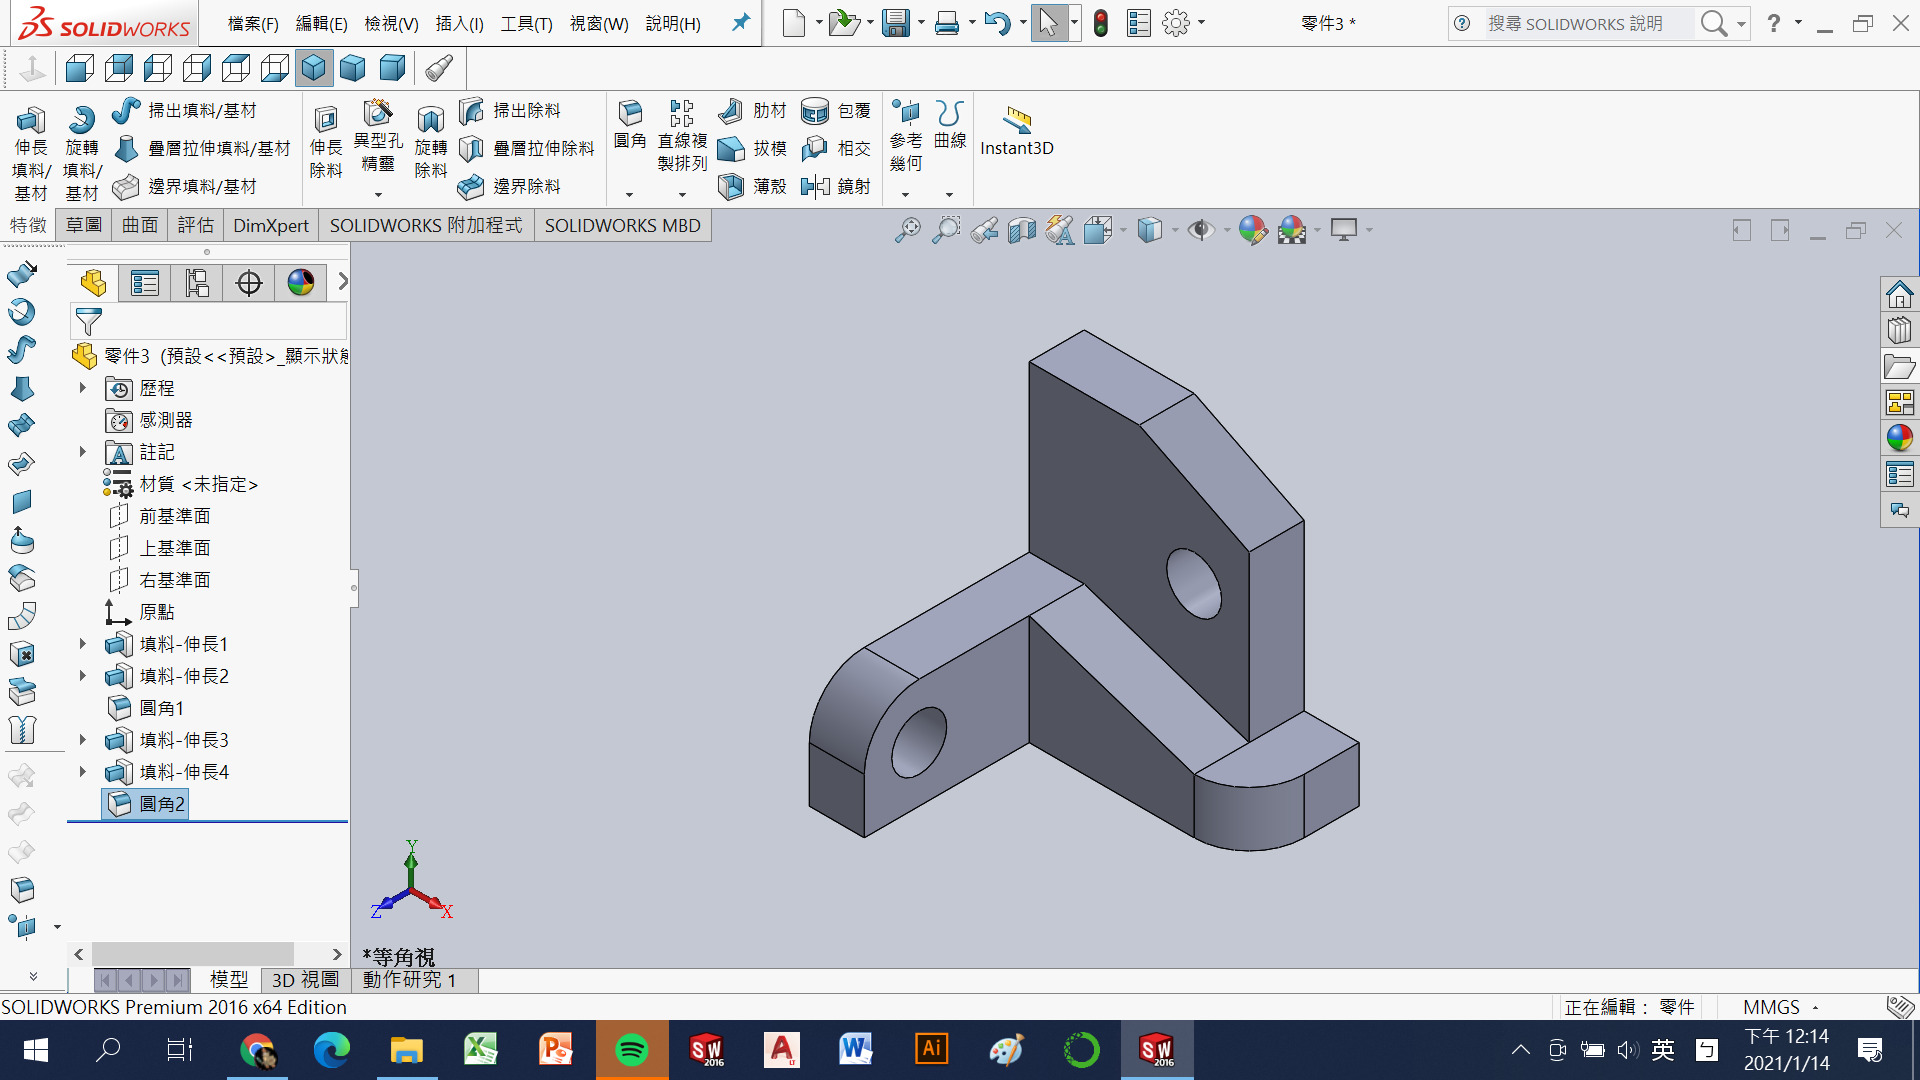 SOLIDWORKS
檔案(F) 編輯(E) 檢視(V) 插入(I) 工具(T) 視窗(W) 說明(H)
零件3 *
搜尋 SOLIDWORKS 說明
伸長填料/基材
旋轉填料/基材
掃出填料/基材
疊層拉伸填料/基材
邊界填料/基材
伸長除料
異型孔精靈
旋轉除料
掃出除料
疊層拉伸除料
邊界除料
圓角
直線複製排列
肋材
拔模
薄殼
包覆
相交
鏡射
參考幾何
曲線
Instant3D
特徵 草圖 曲面 評估 DimXpert SOLIDWORKS 附加程式 SOLIDWORKS MBD
零件3 (預設<<預設>_顯示狀態
歷程
感測器
註記
材質 <未指定>
前基準面
上基準面
右基準面
原點
填料-伸長1
填料-伸長2
圓角1
填料-伸長3
填料-伸長4
圓角2
Y
Z
X
*等角視
模型 3D 視圖 動作研究 1
SOLIDWORKS Premium 2016 x64 Edition
正在編輯： 零件
MMGS
SW 2016
A LT
W
Ai
SW 2016
英
ㄅ
下午 12:14
2021/1/14